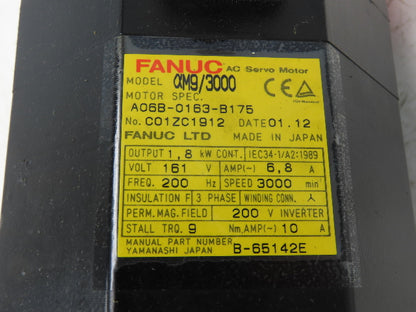 FANUC AC Servo Motor
MODEL αM9/3000
MOTOR SPEC.
A06B-0163-B175
No. C01ZC1912 DATE 01.12
FANUC LTD MADE IN JAPAN
OUTPUT 1,8 kW CONT. IEC34-1/A2:1989
VOLT 161 V AMP(~) 6,8 A
FREQ. 200 Hz SPEED 3000 min⁻¹
INSULATION F 3 PHASE WINDING CONN. Y
PERM. MAG. FIELD 200 V INVERTER
STALL TRQ. 9 Nm, AMP(~) 10 A
MANUAL PART NUMBER B-65142E
YAMANASHI JAPAN